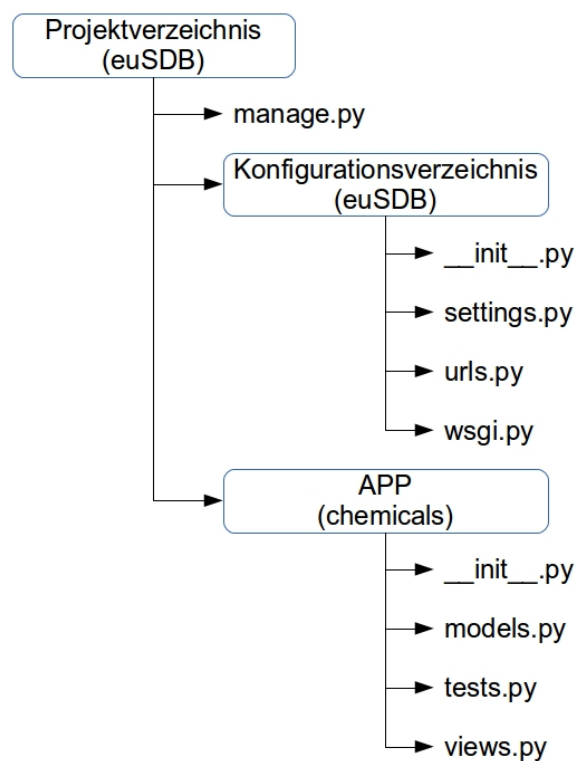 Projektverzeichnis
(euSDB)
manage.py
Konfigurationsverzeichnis
(euSDB)
__init__.py
settings.py
urls.py
wsgi.py
APP
(chemicals)
__init__.py
models.py
tests.py
views.py